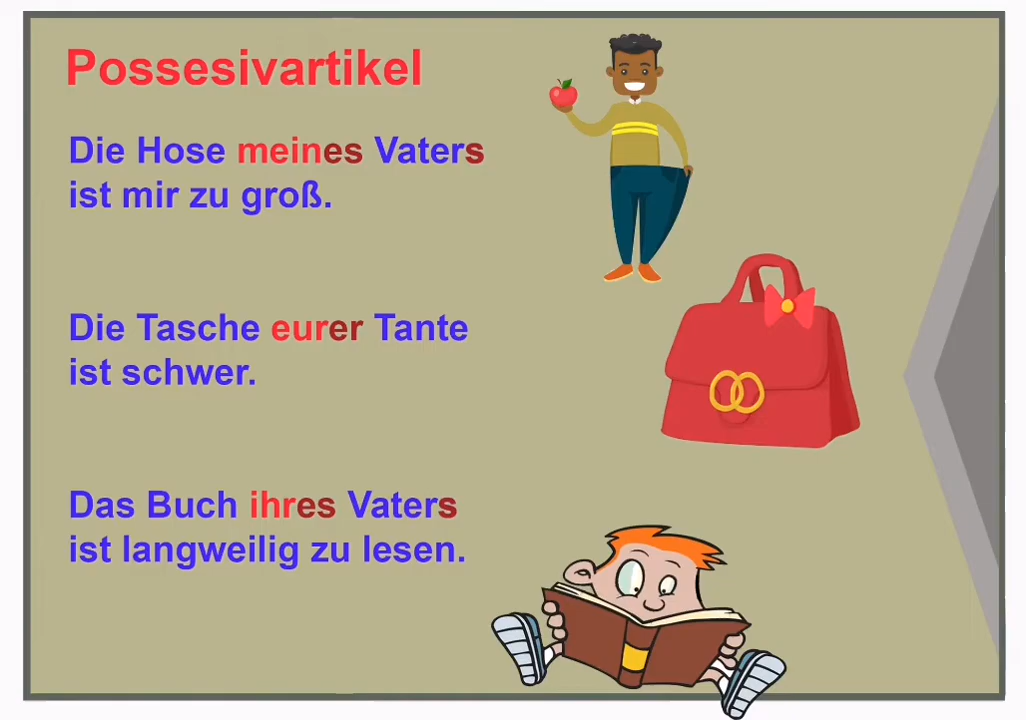 Possesivartikel
Die Hose meines Vaters
ist mir zu groß.
Die Tasche eurer Tante
ist schwer.
Das Buch ihres Vaters
ist langweilig zu lesen.